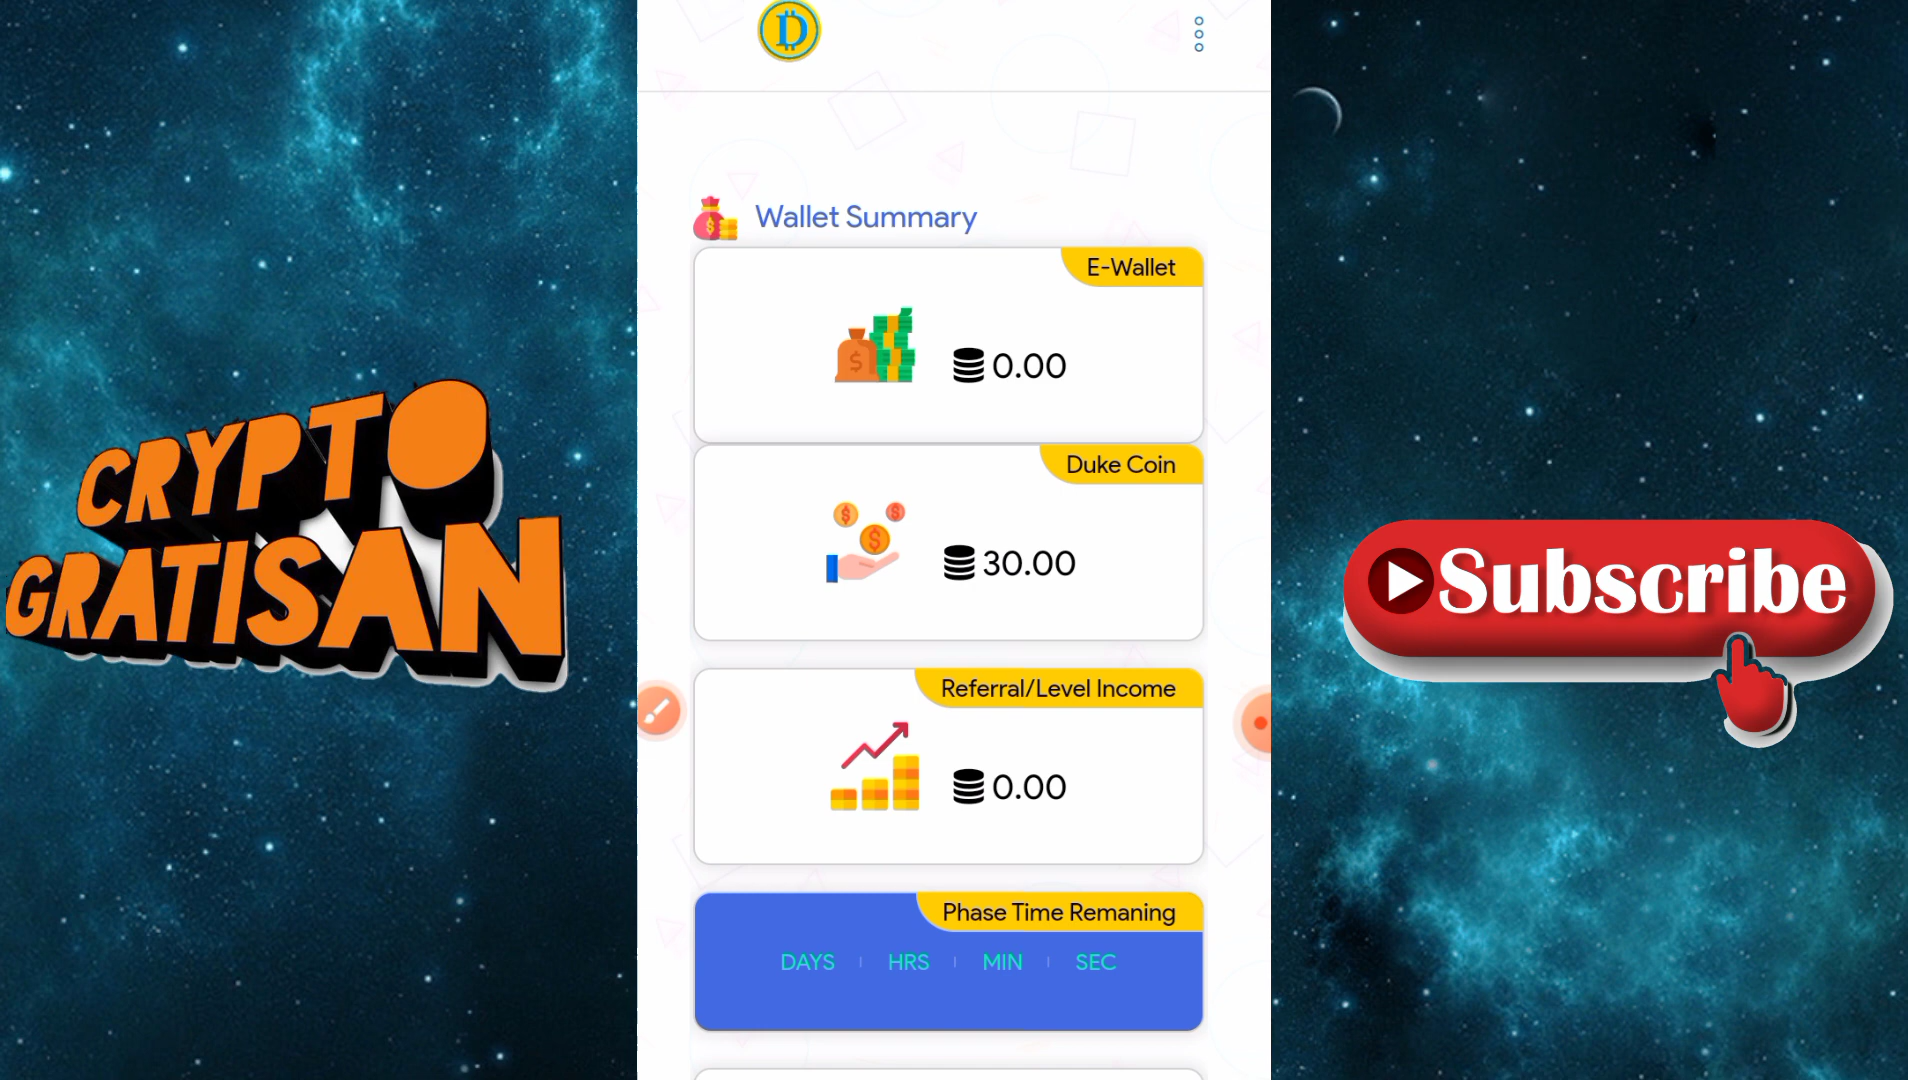 CRYPTO
GRATISAN
D
Wallet Summary
E-Wallet
0.00
Duke Coin
30.00
Referral/Level Income
0.00
Phase Time Remaning
DAYS HRS MIN SEC
Subscribe